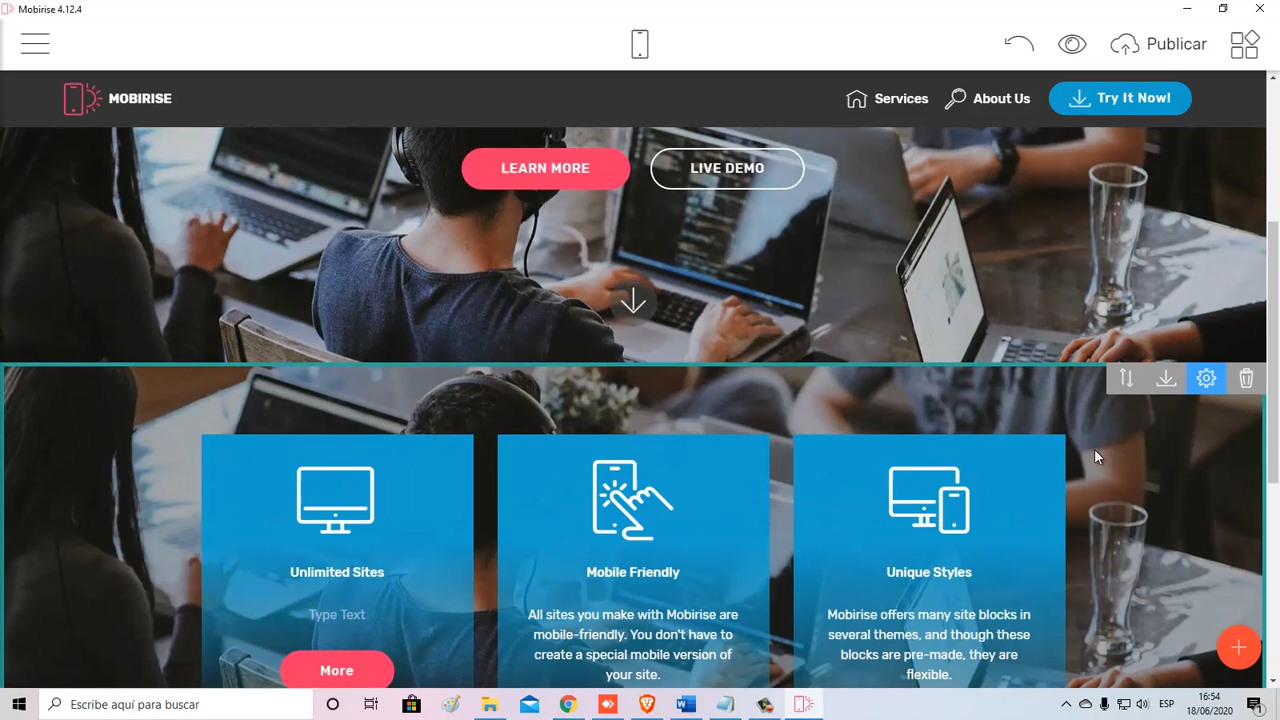 Mobirise 4.12.4
Publicar
MOBIRISE
Services
About Us
Try It Now!
LEARN MORE
LIVE DEMO
Unlimited Sites
Type Text
More
Mobile Friendly
All sites you make with Mobirise are
mobile-friendly. You don't have to
create a special mobile version of
your site.
Unique Styles
Mobirise offers many site blocks in
several themes, and though these
blocks are pre-made, they are
flexible.
Escribe aquí para buscar
ESP
16:54
18/06/2020
1